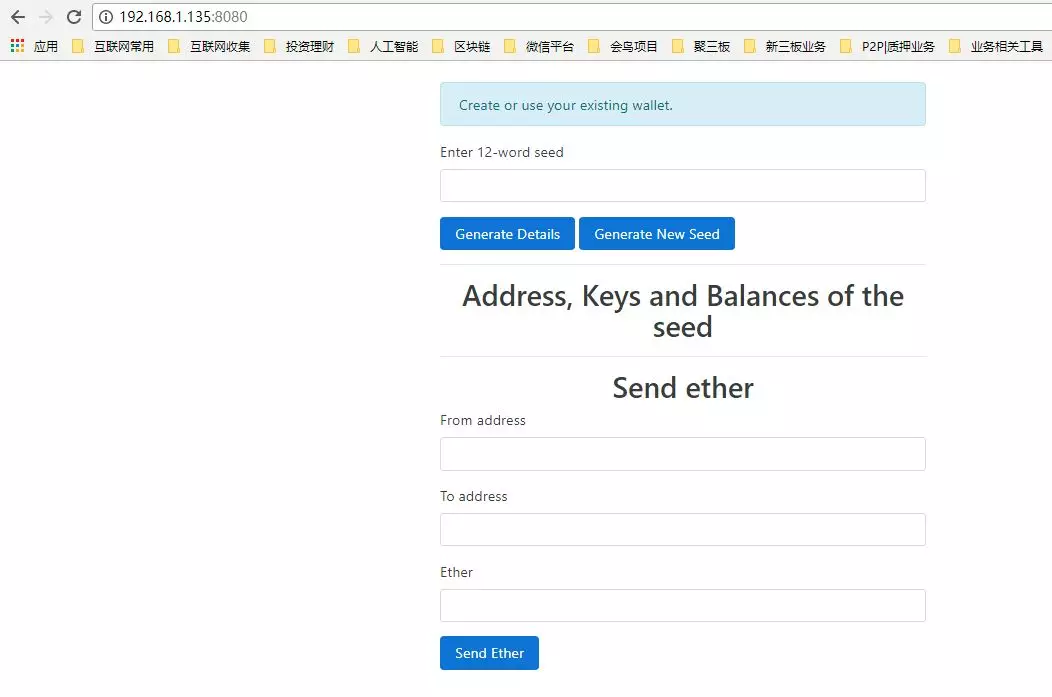 192.168.1.135:8080
应用 互联网常用 互联网收集 投资理财 人工智能 区块链 微信平台 会鸟项目 聚三板 新三板业务 P2P|质押业务 业务相关工具
Create or use your existing wallet.
Enter 12-word seed
Generate Details Generate New Seed
Address, Keys and Balances of the
seed
Send ether
From address
To address
Ether
Send Ether